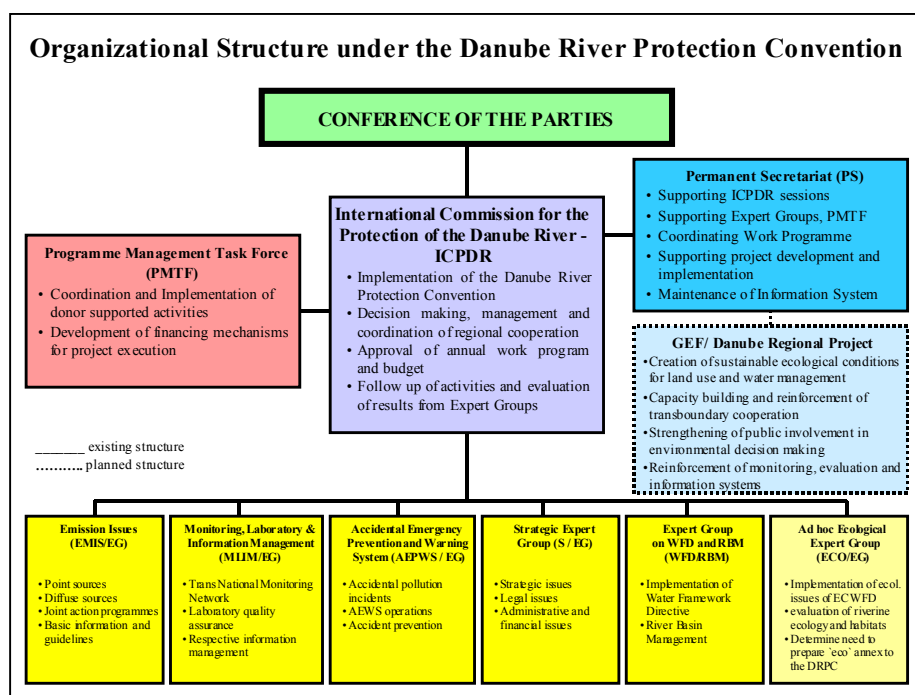 Organizational Structure under the Danube River Protection Convention
CONFERENCE OF THE PARTIES
Permanent Secretariat (PS)
• Supporting ICPDR sessions
• Supporting Expert Groups, PMTF
• Coordinating Work Programme
• Supporting project development and
implementation
• Maintenance of Information System
International Commission for the
Protection of the Danube River -
ICPDR
• Implementation of the Danube River
Protection Convention
• Decision making, management and
coordination of regional cooperation
• Approval of annual work program
and budget
• Follow up of activities and evaluation
of results from Expert Groups
Programme Management Task Force
(PMTF)
• Coordination and Implementation of
donor supported activities
• Development of financing mechanisms
for project execution
GEF/ Danube Regional Project
• Creation of sustainable ecological conditions
for land use and water management
• Capacity building and reinforcement of
transboundary cooperation
• Strengthening of public involvement in
environmental decision making
• Reinforcement of monitoring, evaluation and
information systems
_______ existing structure
.......... planned structure
Emission Issues
(EMIS/EG)
• Point sources
• Diffuse sources
• Joint action programmes
• Basic information and
guidelines
Monitoring, Laboratory &
Information Management
(MLIM/EG)
• Trans National Monitoring
Network
• Laboratory quality
assurance
• Respective information
management
Accidental Emergency
Prevention and Warning
System (AEPWS / EG)
• Accidental pollution
incidents
• AEWS operations
• Accident prevention
Strategic Expert
Group (S / EG)
• Strategic issues
• Legal issues
• Administrative and
financial issues
Expert Group
on WFD and RBM
(WFD/RBM)
• Implementation of
Water Framework
Directive
• River Basin
Management
Ad hoc Ecological
Expert Group
(ECO/EG)
• Implementation of ecol.
issues of ECWFD
• evaluation of riverine
ecology and habitats
• Determine need to
prepare `eco` annex to
the DRPC